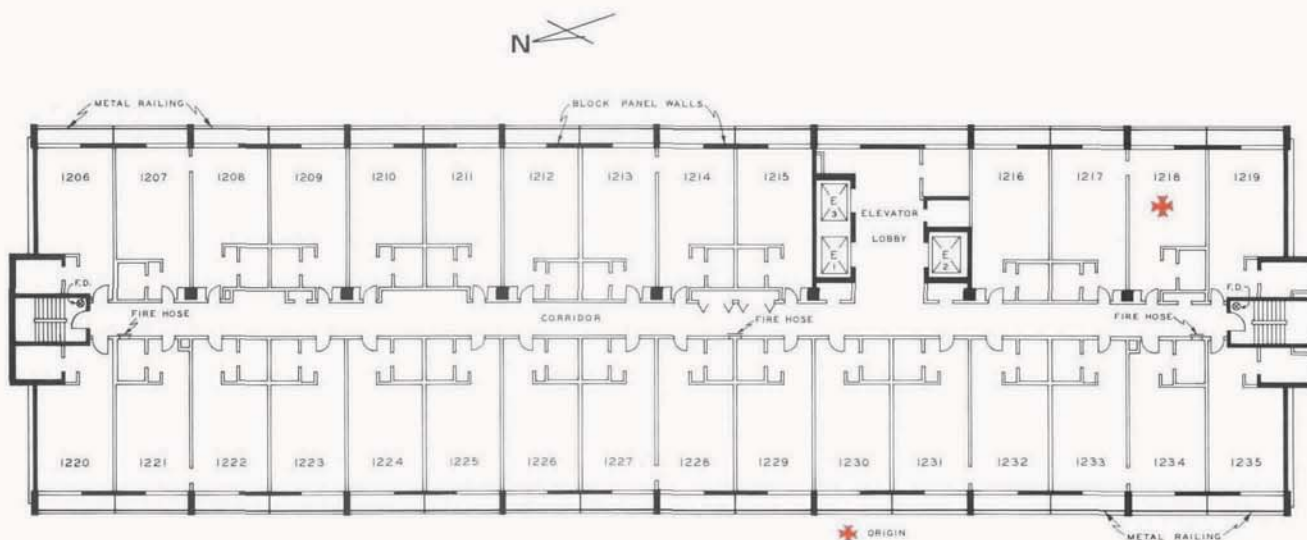 N
METAL RAILING
BLOCK PANEL WALLS
1206 1207 1208 1209 1210 1211 1212 1213 1214 1215 1216 1217 1218 1219
E
3
ELEVATOR
LOBBY
E
1
E
2
F.D.
F.D.
FIRE HOSE
CORRIDOR
FIRE HOSE
FIRE HOSE
1220 1221 1222 1223 1224 1225 1226 1227 1228 1229 1230 1231 1232 1233 1234 1235
ORIGIN
METAL RAILING